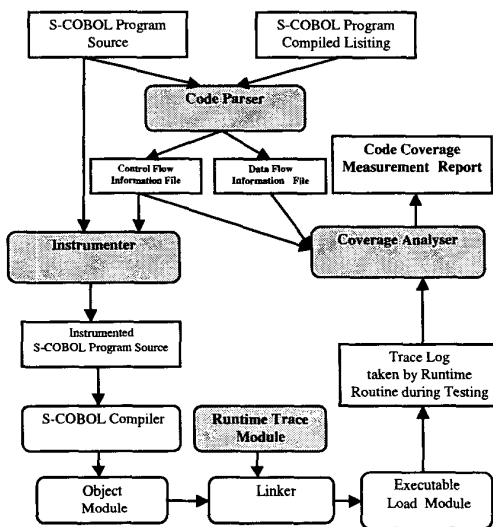 S-COBOL Program
Source
S-COBOL Program
Compiled Lisiting
Code Parser
Control Flow
Information File
Data Flow
Information File
Code Coverage
Measurement Report
Instrumenter
Coverage Analyser
Instrumented
S-COBOL Program Source
Trace Log
taken by Runtime
Routine during Testing
S-COBOL Compiler
Runtime Trace
Module
Object
Module
Linker
Executable
Load Module